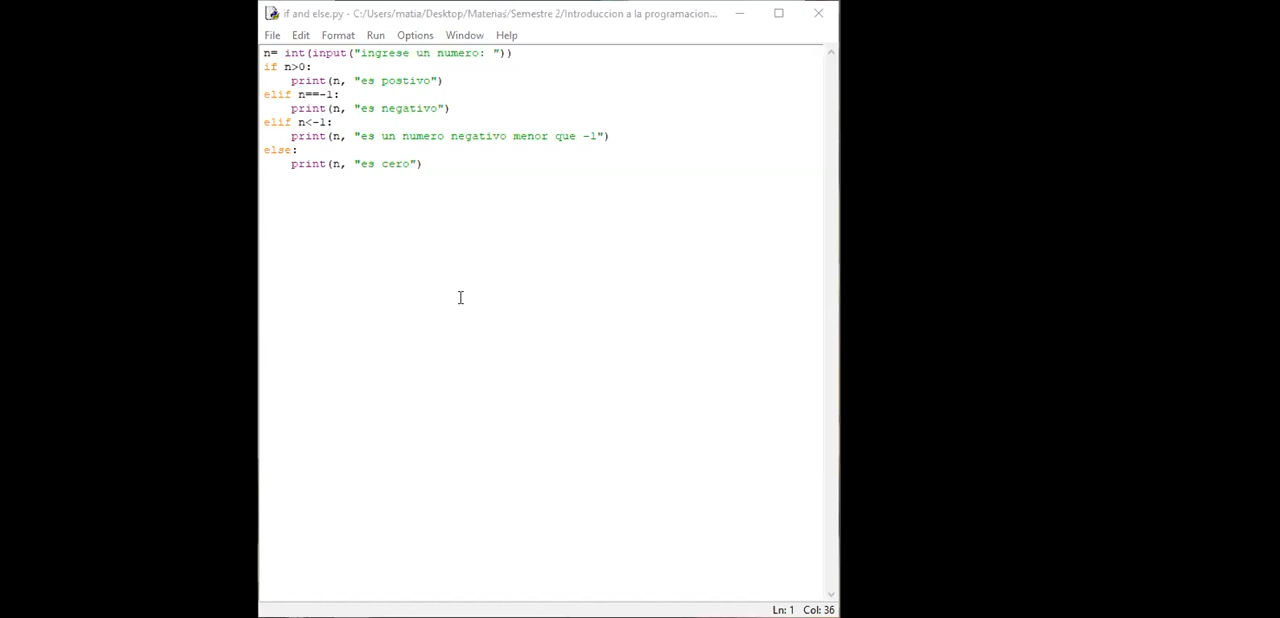 if and else.py - C:/Users/matia/Desktop/Materias/Semestre 2/Introduccion a la programacion...
File Edit Format Run Options Window Help
n= int(input("ingrese un numero: "))
if n>0:
    print(n, "es postivo")
elif n==-1:
    print(n, "es negativo")
elif n<-1:
    print(n, "es un numero negativo menor que -1")
else:
    print(n, "es cero")
Ln: 1 Col: 36